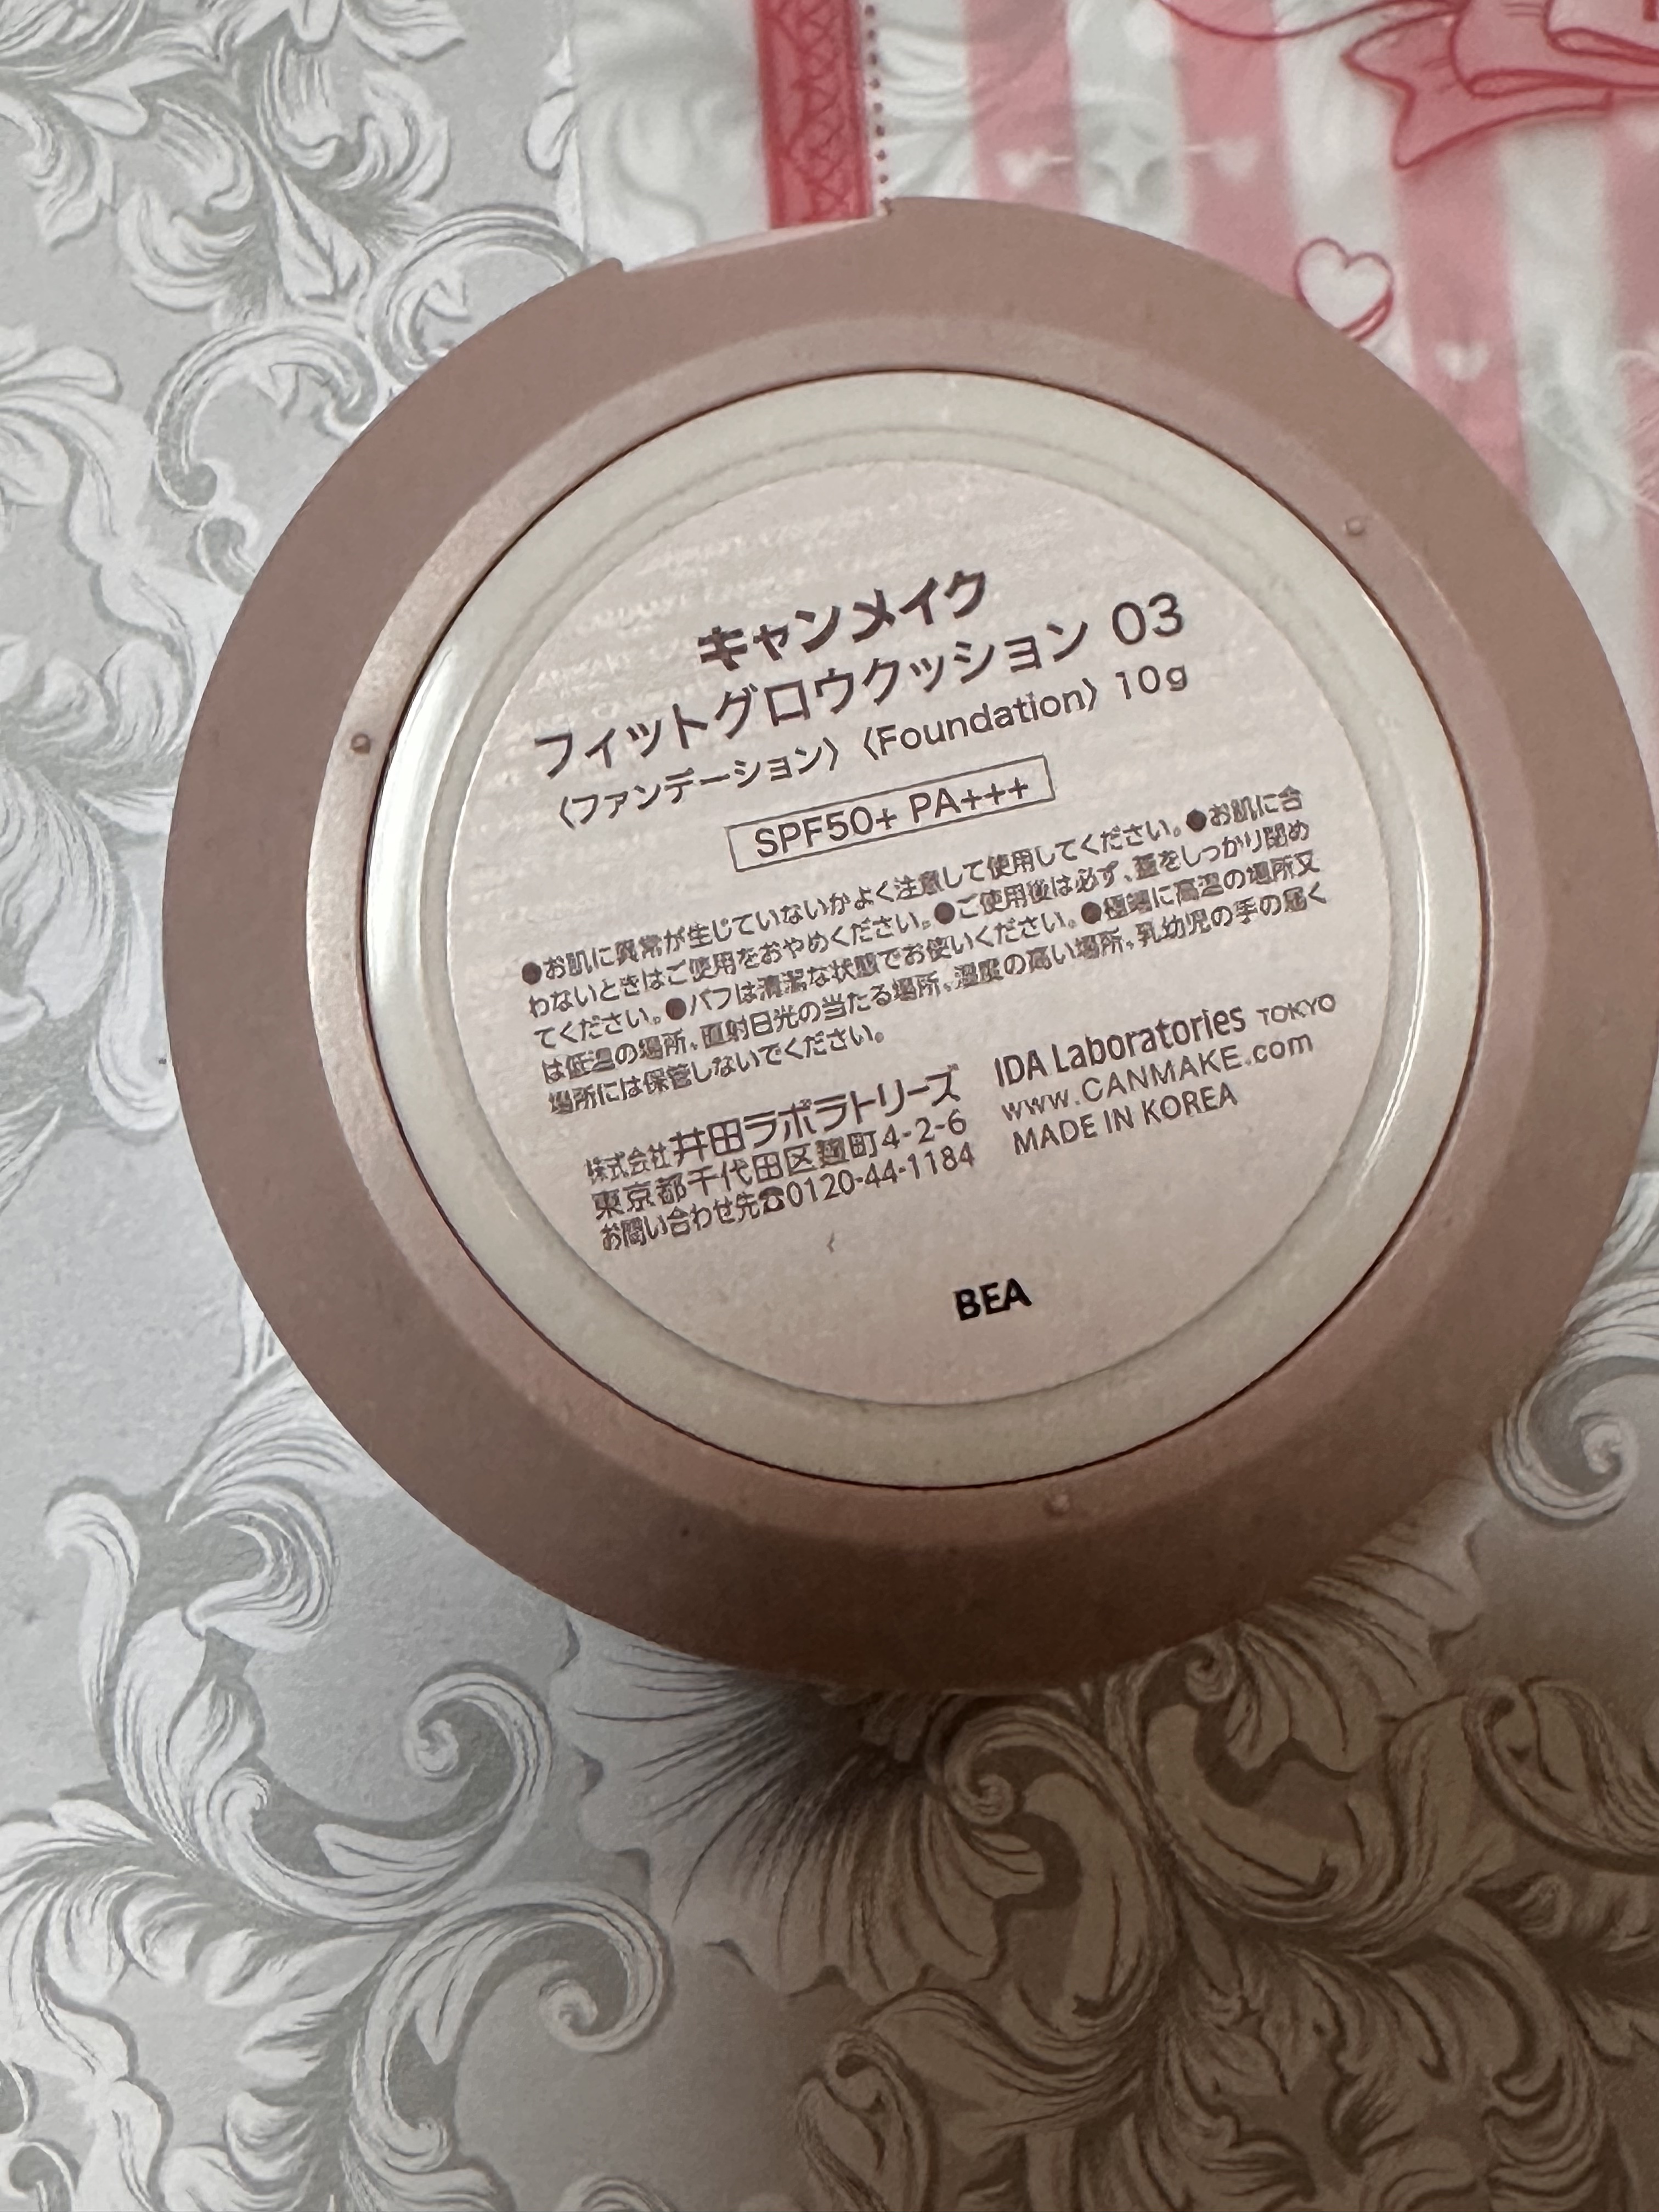 キャンメイク
フィットグロウクッション 03
〈ファンデーション〉〈Foundation〉 10g
SPF50+ PA+++
●お肌に異常が生じていないかよく注意して使用してください。●お肌に合
わないときはご使用をおやめください。●ご使用後は必ず、蓋をしっかり閉め
てください。●パフは清潔な状態でお使いください。●極端に高温の場所又
は低温の場所、直射日光の当たる場所、湿度の高い場所、乳幼児の手の届く
場所には保管しないでください。
株式会社井田ラボラトリーズ
東京都千代田区麹町4-2-6
お問い合わせ先☎0120-44-1184
IDA Laboratories TOKYO
www.CANMAKE.com
MADE IN KOREA
BEA